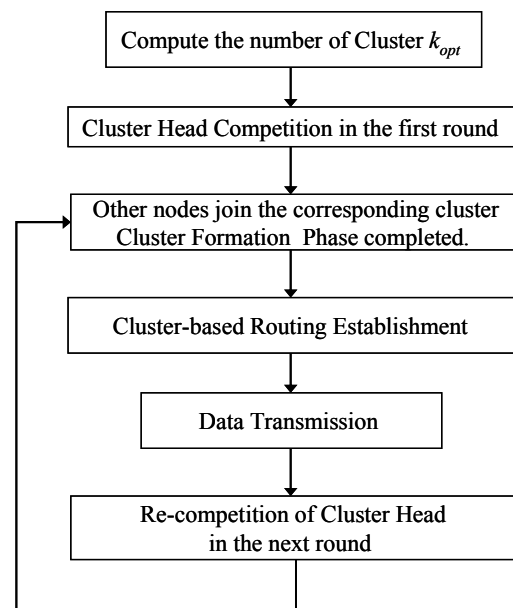 Compute the number of Cluster k_opt
Cluster Head Competition in the first round
Other nodes join the corresponding cluster
Cluster Formation Phase completed.
Cluster-based Routing Establishment
Data Transmission
Re-competition of Cluster Head
in the next round